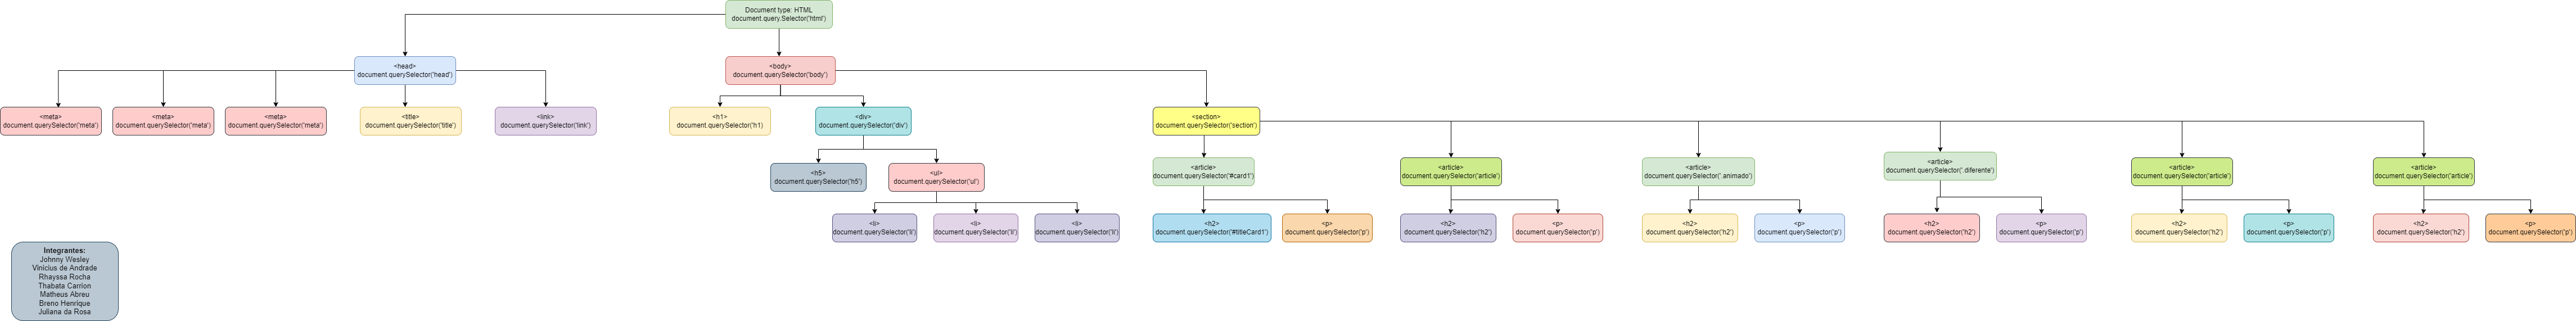 Document type: HTML
document.query.Selector('html')
<head>
document.querySelector('head')
<body>
document.querySelector('body')
<meta>
document.querySelector('meta')
<meta>
document.querySelector('meta')
<meta>
document.querySelector('meta')
<title>
document.querySelector('title')
<link>
document.querySelector('link')
<h1>
document.querySelector('h1)
<div>
document.querySelector('div')
<section>
document.querySelector('section')
<h5>
document.querySelector('h5')
<ul>
document.querySelector('ul')
<article>
document.querySelector('#card1')
<article>
document.querySelector('article')
<article>
document.querySelector('.animado')
<article>
document.querySelector('.diferente')
<article>
document.querySelector('article')
<article>
document.querySelector('article')
<li>
document.querySelector('li')
<li>
document.querySelector('li')
<li>
document.querySelector('li')
<h2>
document.querySelector('#titleCard1')
<p>
document.querySelector('p')
<h2>
document.querySelector('h2')
<p>
document.querySelector('p')
<h2>
document.querySelector('h2')
<p>
document.querySelector('p')
<h2>
document.querySelector('h2')
<p>
document.querySelector('p')
<h2>
document.querySelector('h2')
<p>
document.querySelector('p')
<h2>
document.querySelector('h2')
<p>
document.querySelector('p')
Integrantes:
Johnny Wesley
Vinicius de Andrade
Rhayssa Rocha
Thabata Carrion
Matheus Abreu
Breno Henrique
Juliana da Rosa